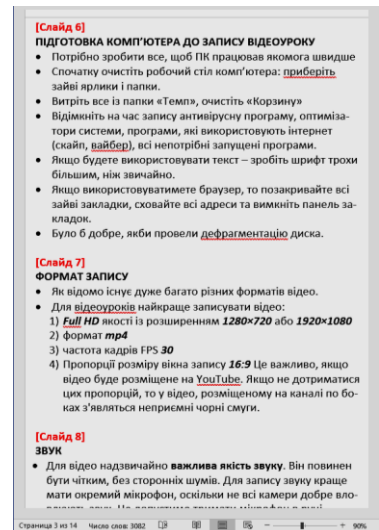 [Слайд 6]
ПІДГОТОВКА КОМП’ЮТЕРА ДО ЗАПИСУ ВІДЕОУРОКУ
• Потрібно зробити все, щоб ПК працював якомога швидше
• Спочатку очистіть робочий стіл комп’ютера: приберіть
зайві ярлики і папки.
• Витріть все із папки «Темп», очистіть «Корзину»
• Відімкніть на час запису антивірусну програму, оптиміза-
тори системи, програми, які використовують інтернет
(скайп, вайбер), всі непотрібні запущені програми.
• Якщо будете використовувати текст – зробіть шрифт трохи
більшим, ніж звичайно.
• Якщо використовуватимете браузер, то позакривайте всі
зайві закладки, сховайте всі адреси та вимкніть панель за-
кладок.
• Було б добре, якби провели дефрагментацію диска.
[Слайд 7]
ФОРМАТ ЗАПИСУ
• Як відомо існує дуже багато різних форматів відео.
• Для відеоуроків найкраще записувати відео:
1) Full HD якості із розширенням 1280×720 або 1920×1080
2) формат mp4
3) частота кадрів FPS 30
4) Пропорції розміру вікна запису 16:9 Це важливо, якщо
відео буде розміщене на YouTube. Якщо не дотриматися
цих пропорцій, то у відео, розміщеному на каналі по бо-
ках з'являться неприємні чорні смуги.
[Слайд 8]
ЗВУК
• Для відео надзвичайно важлива якість звуку. Він повинен
бути чітким, без сторонніх шумів. Для запису звуку краще
мати окремий мікрофон, оскільки не всі камери добре вло-
Страница 3 из 14 Число слов: 3082 90%